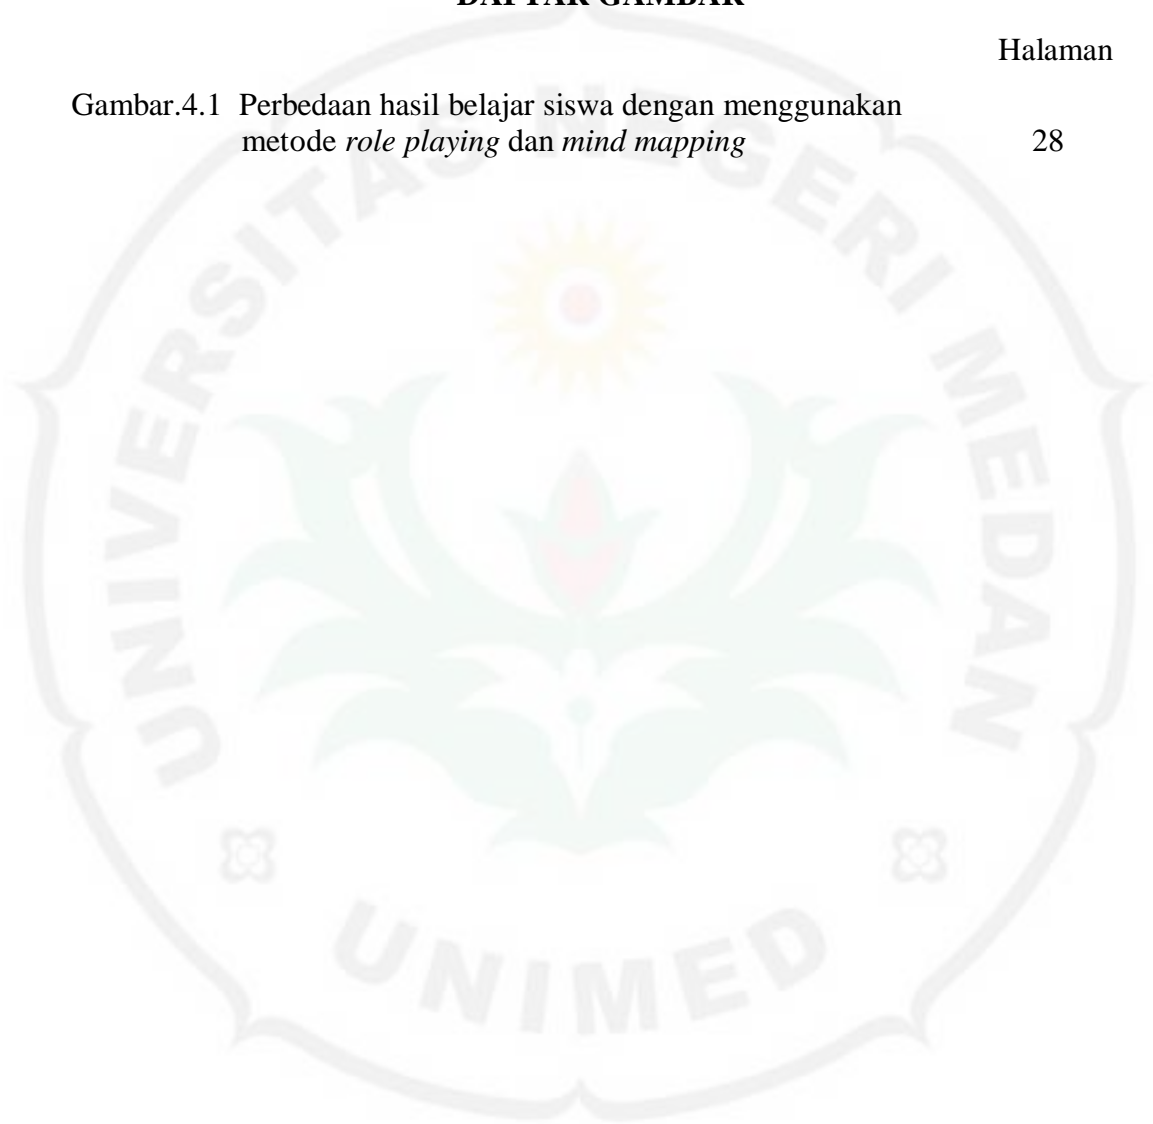 DAFTAR GAMBAR
Halaman
Gambar.4.1 Perbedaan hasil belajar siswa dengan menggunakan
metode role playing dan mind mapping 28
UNIVERSITAS NEGERI MEDAN
UNIMED